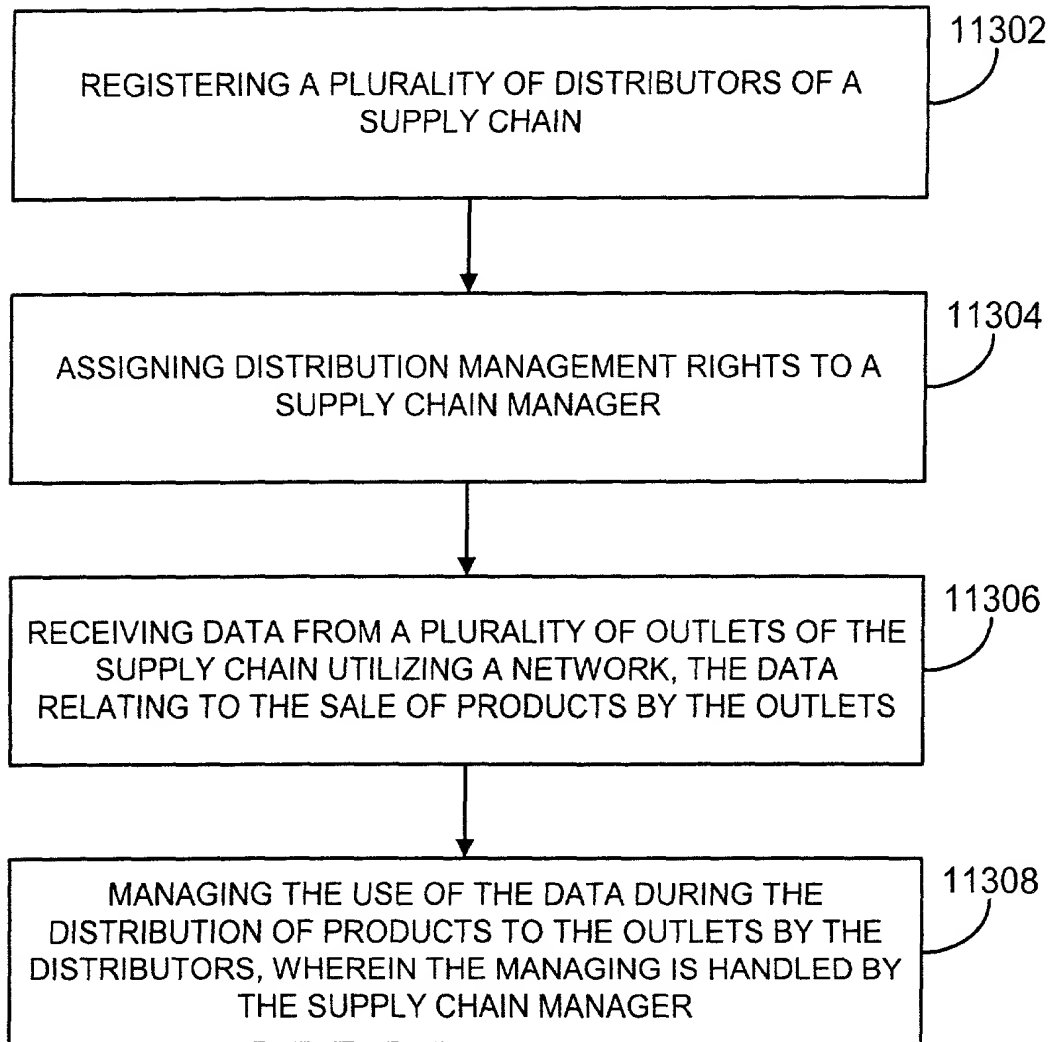 11302
REGISTERING A PLURALITY OF DISTRIBUTORS OF A
SUPPLY CHAIN
11304
ASSIGNING DISTRIBUTION MANAGEMENT RIGHTS TO A
SUPPLY CHAIN MANAGER
11306
RECEIVING DATA FROM A PLURALITY OF OUTLETS OF THE
SUPPLY CHAIN UTILIZING A NETWORK, THE DATA
RELATING TO THE SALE OF PRODUCTS BY THE OUTLETS
11308
MANAGING THE USE OF THE DATA DURING THE
DISTRIBUTION OF PRODUCTS TO THE OUTLETS BY THE
DISTRIBUTORS, WHEREIN THE MANAGING IS HANDLED BY
THE SUPPLY CHAIN MANAGER